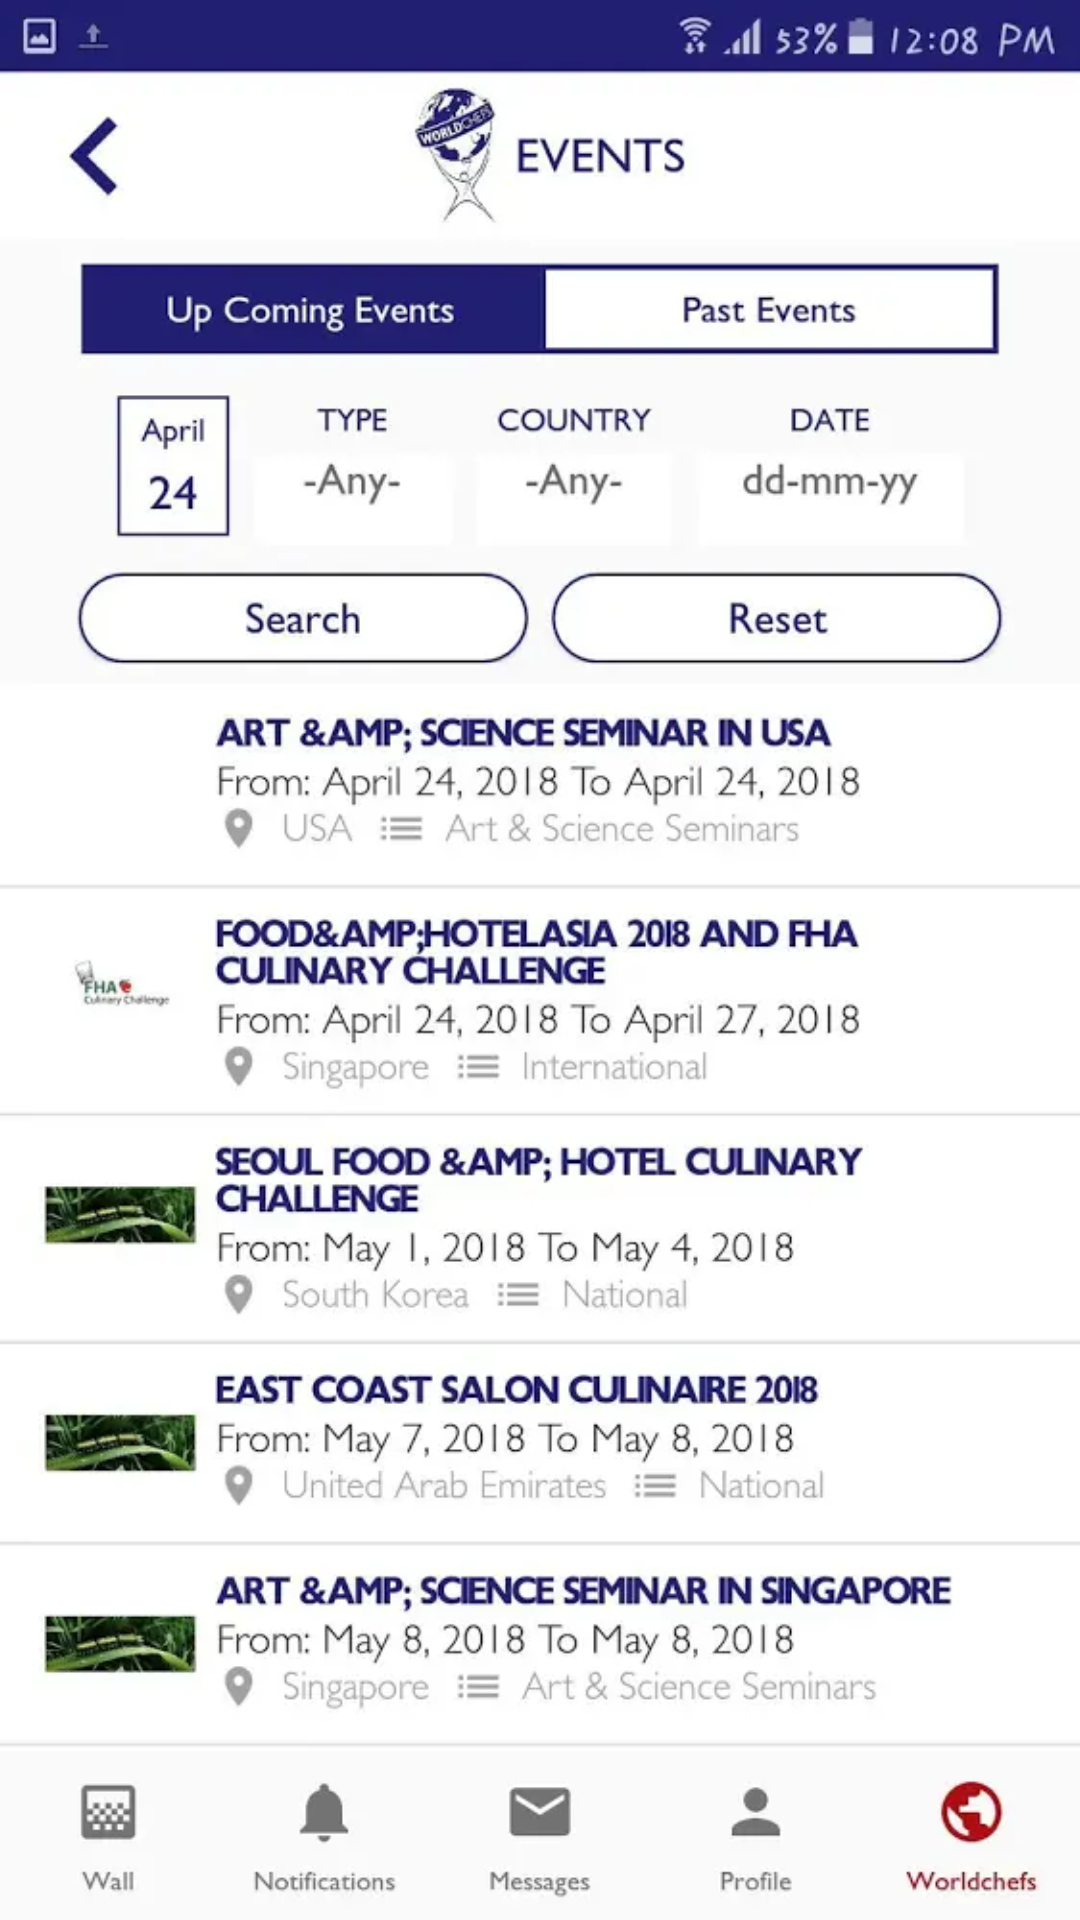 53% 12:08 PM
WORLDCHEFS
EVENTS
Up Coming Events Past Events
April
24
TYPE COUNTRY DATE
-Any- -Any- dd-mm-yy
Search Reset
ART &AMP; SCIENCE SEMINAR IN USA
From: April 24, 2018 To April 24, 2018
USA Art & Science Seminars
FOOD&AMP;HOTELASIA 2018 AND FHA
CULINARY CHALLENGE
FHA
Culinary Challenge
From: April 24, 2018 To April 27, 2018
Singapore International
SEOUL FOOD &AMP; HOTEL CULINARY
CHALLENGE
From: May 1, 2018 To May 4, 2018
South Korea National
EAST COAST SALON CULINAIRE 2018
From: May 7, 2018 To May 8, 2018
United Arab Emirates National
ART &AMP; SCIENCE SEMINAR IN SINGAPORE
From: May 8, 2018 To May 8, 2018
Singapore Art & Science Seminars
Wall Notifications Messages Profile Worldchefs